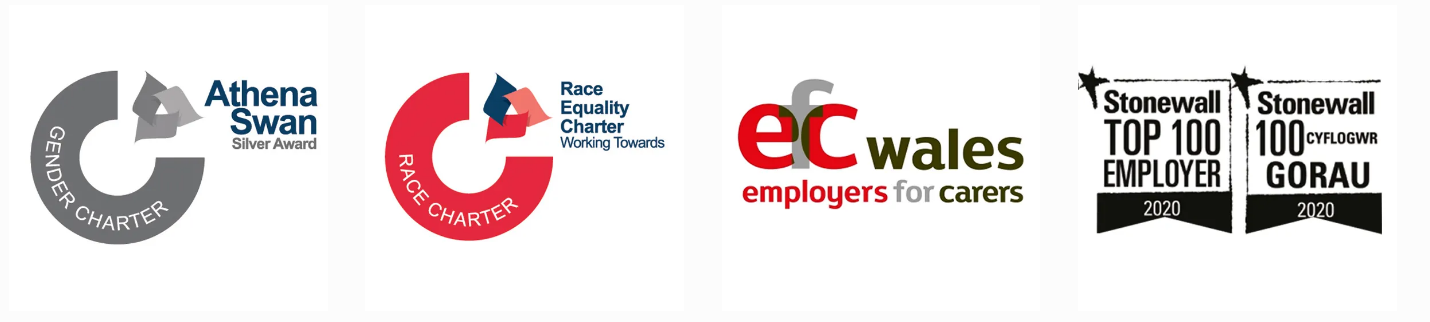 GENDER CHARTER
Athena
Swan
Silver Award
RACE CHARTER
Race
Equality
Charter
Working Towards
efc wales
employers for carers
Stonewall
TOP 100
EMPLOYER
2020
Stonewall
100 CYFLOGWR
GORAU
2020